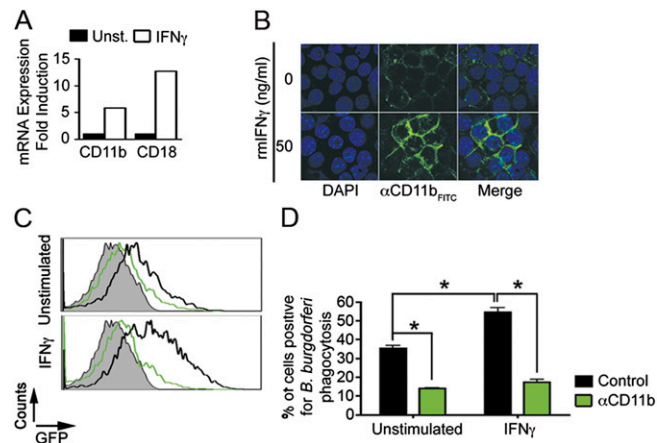 A
Unst. IFNγ
mRNA Expression
Fold Induction
15
10
5
0
CD11b CD18
B
rmIFNγ (ng/ml)
0
50
DAPI αCD11bFITC Merge
C
Unstimulated
IFNγ
Counts
GFP
D
% of cells positive
for B. burgdorferi
phagocytosis
60
50
40
30
20
10
0
*
*
*
Unstimulated IFNγ
Control
αCD11b